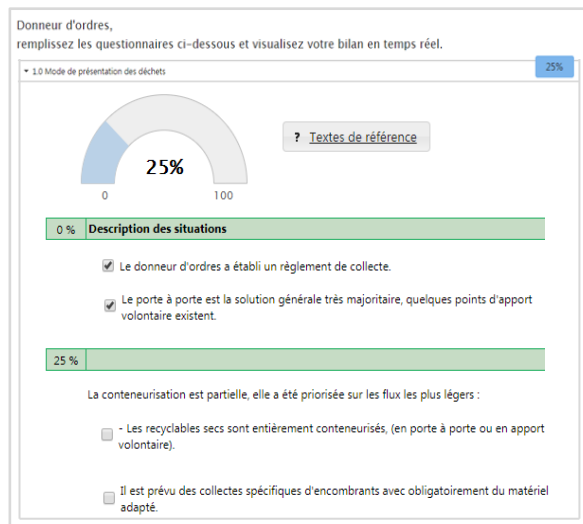 Donneur d'ordres,
remplissez les questionnaires ci-dessous et visualisez votre bilan en temps réel.
1.0 Mode de présentation des déchets
25%
25%
0
100
? Textes de référence
0 % Description des situations
Le donneur d'ordres a établi un règlement de collecte.
Le porte à porte est la solution générale très majoritaire, quelques points d'apport
volontaire existent.
25 %
La conteneurisation est partielle, elle a été priorisée sur les flux les plus légers :
- Les recyclables secs sont entièrement conteneurisés, (en porte à porte ou en apport
volontaire).
Il est prévu des collectes spécifiques d'encombrants avec obligatoirement du matériel
adapté.